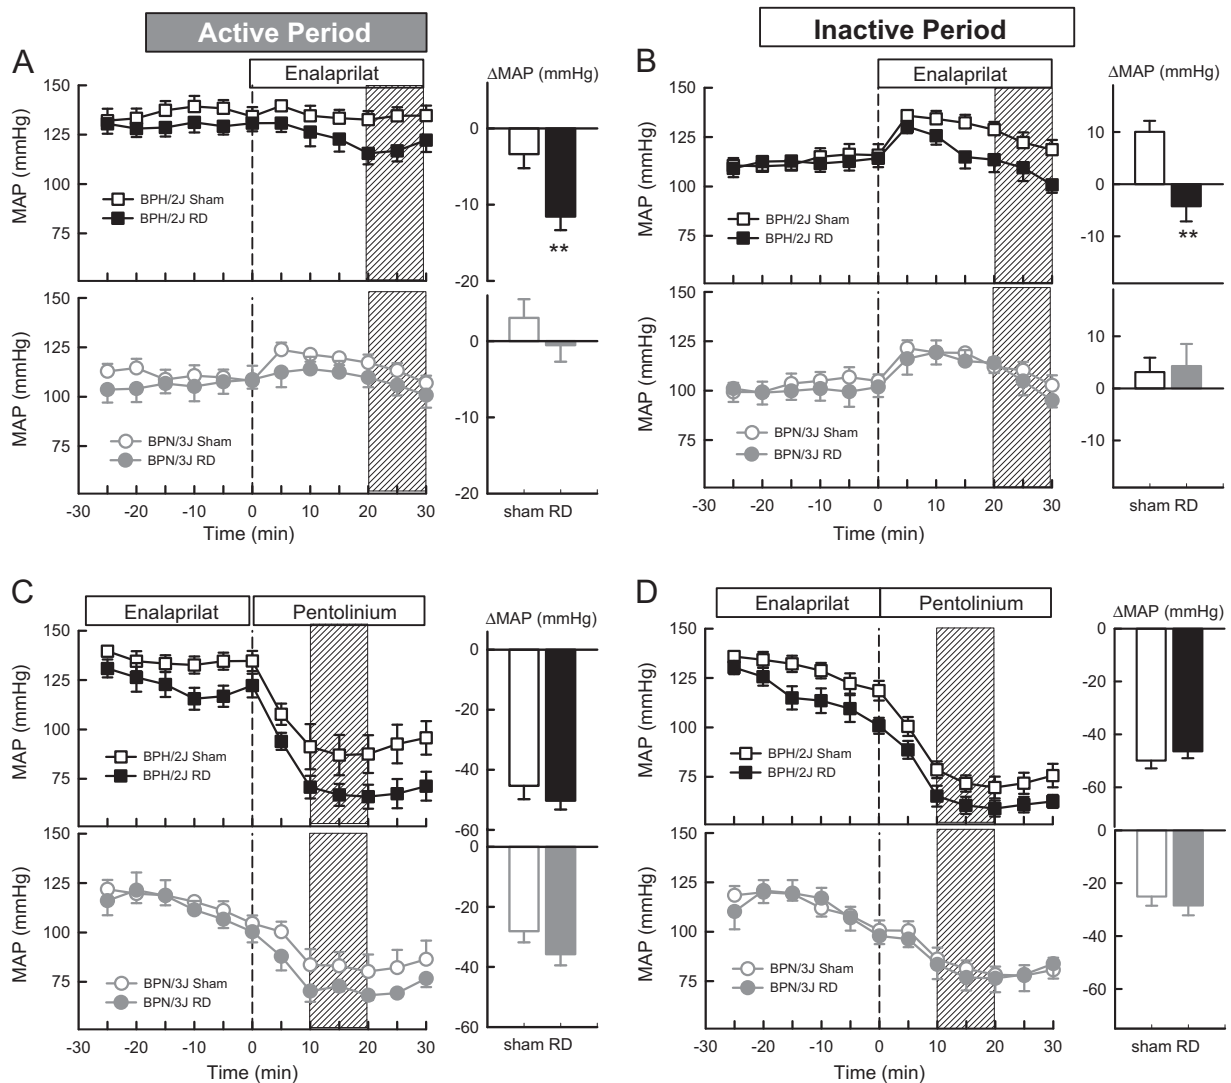 Active Period
Inactive Period
A
Enalaprilat
ΔMAP (mmHg)
150
125
100
75
MAP (mmHg)
BPH/2J Sham
BPH/2J RD
0
-10
-20
**
150
125
100
75
MAP (mmHg)
BPN/3J Sham
BPN/3J RD
0
-10
-20
-30 -20 -10 0 10 20 30
Time (min)
sham RD
B
Enalaprilat
ΔMAP (mmHg)
150
125
100
75
MAP (mmHg)
BPH/2J Sham
BPH/2J RD
10
0
-10
**
150
125
100
75
MAP (mmHg)
BPN/3J Sham
BPN/3J RD
10
0
-10
-30 -20 -10 0 10 20 30
Time (min)
sham RD
C
Enalaprilat
Pentolinium
ΔMAP (mmHg)
150
125
100
75
MAP (mmHg)
BPH/2J Sham
BPH/2J RD
0
-20
-40
-60
150
125
100
75
MAP (mmHg)
BPN/3J Sham
BPN/3J RD
0
-20
-40
-60
-30 -20 -10 0 10 20 30
Time (min)
sham RD
D
Enalaprilat
Pentolinium
ΔMAP (mmHg)
150
125
100
75
MAP (mmHg)
BPH/2J Sham
BPH/2J RD
0
-20
-40
-60
150
125
100
75
MAP (mmHg)
BPN/3J Sham
BPN/3J RD
0
-20
-40
-60
-30 -20 -10 0 10 20 30
Time (min)
sham RD